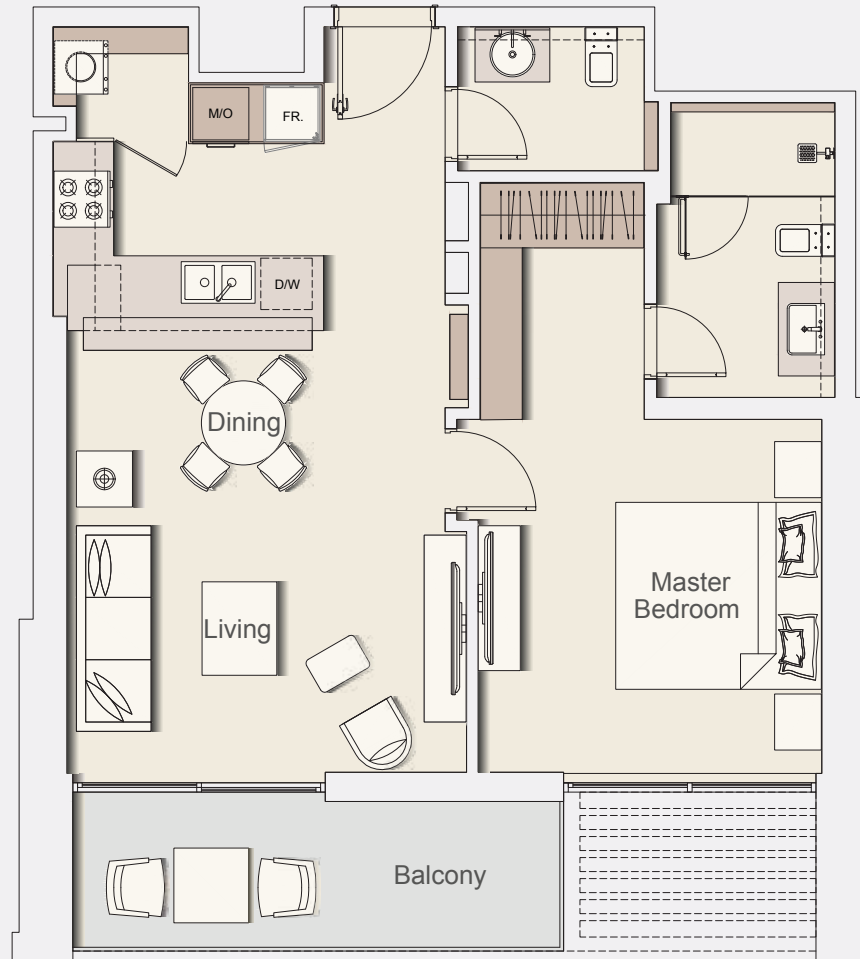 M/O
FR.
D/W
Dining
Living
Master
Bedroom
Balcony